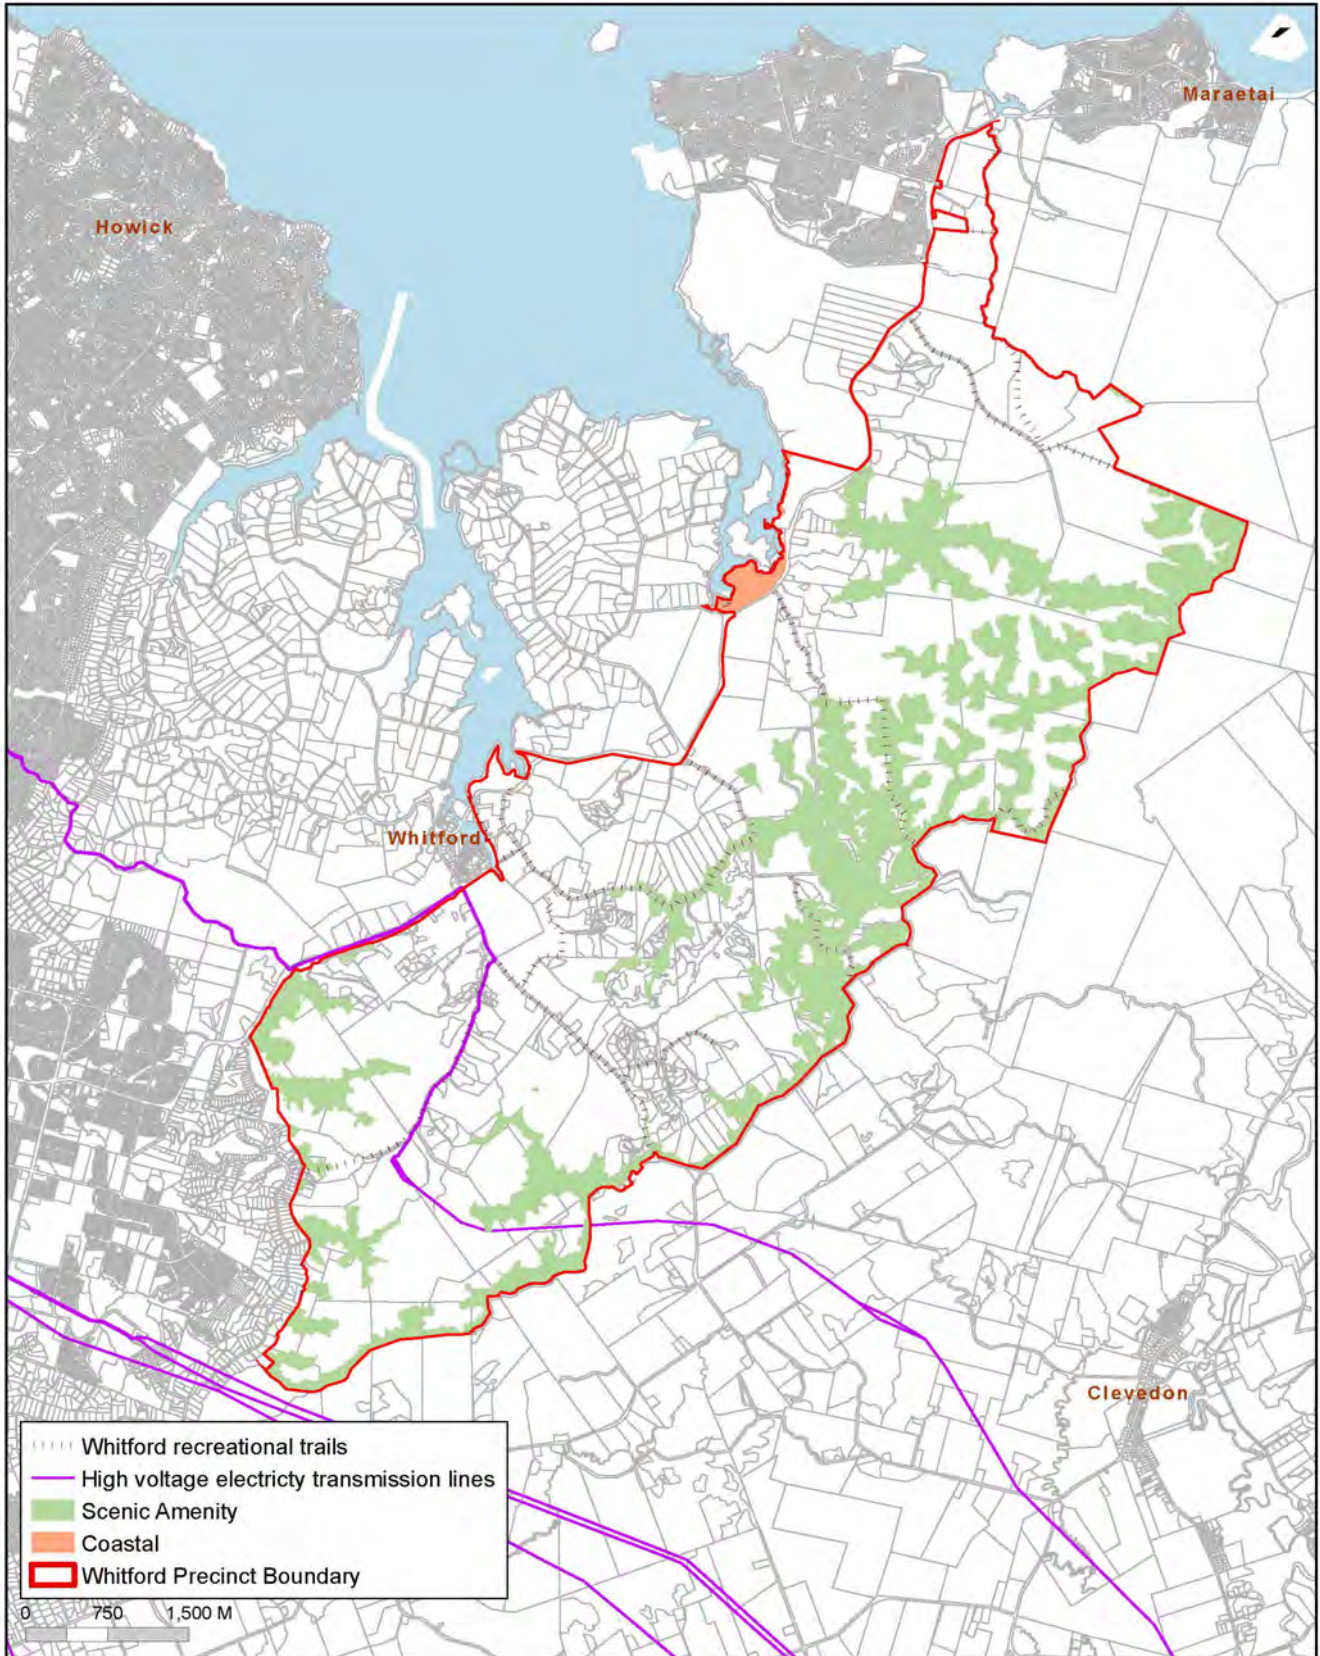 Maraetai
Howick
Whitford
Clevedon
Whitford recreational trails
High voltage electricty transmission lines
Scenic Amenity
Coastal
Whitford Precinct Boundary
0 750 1,500 M